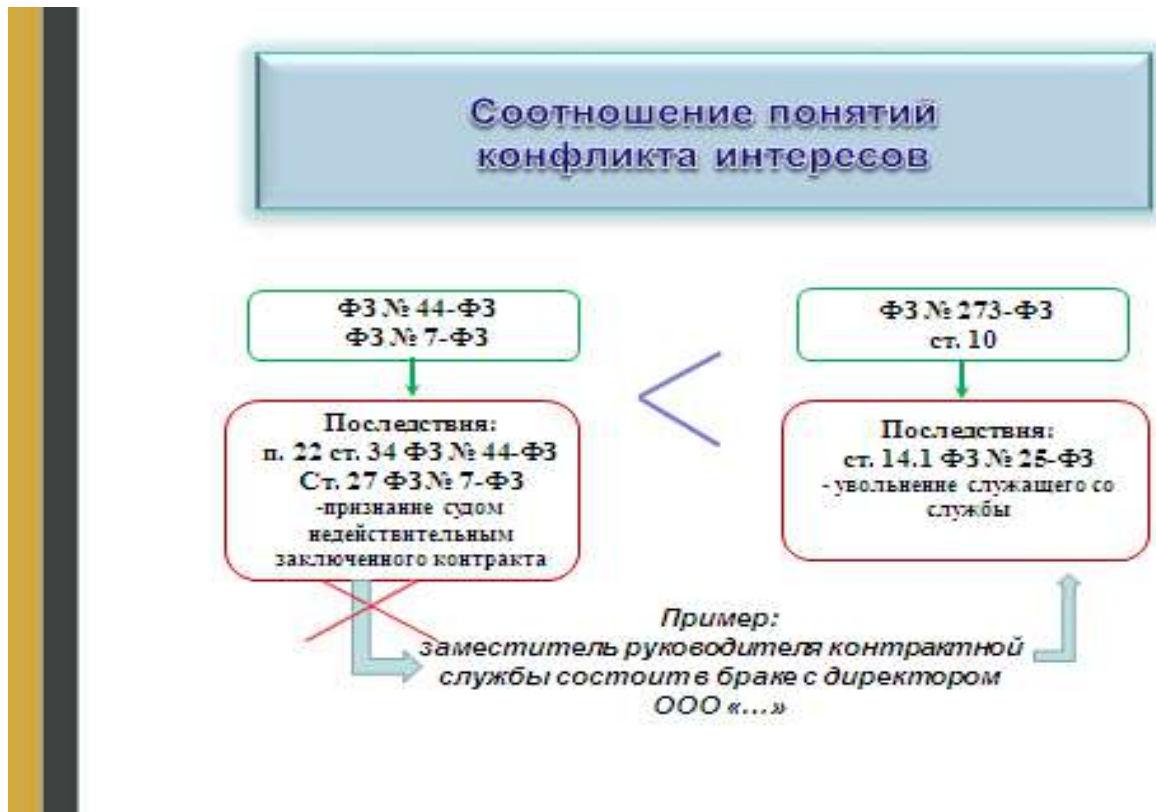 Соотношение понятий
конфликта интересов
ФЗ № 44-ФЗ
ФЗ № 7-ФЗ
Последствия:
п. 22 ст. 34 ФЗ № 44-ФЗ
Ст. 27 ФЗ № 7-ФЗ
-признание судом
недействительным
заключенного контракта
ФЗ № 273-ФЗ
ст. 10
Последствия:
ст. 14.1 ФЗ № 25-ФЗ
- увольнение служащего со
службы
Пример:
заместитель руководителя контрактной
службы состоит в браке с директором
ООО «…»